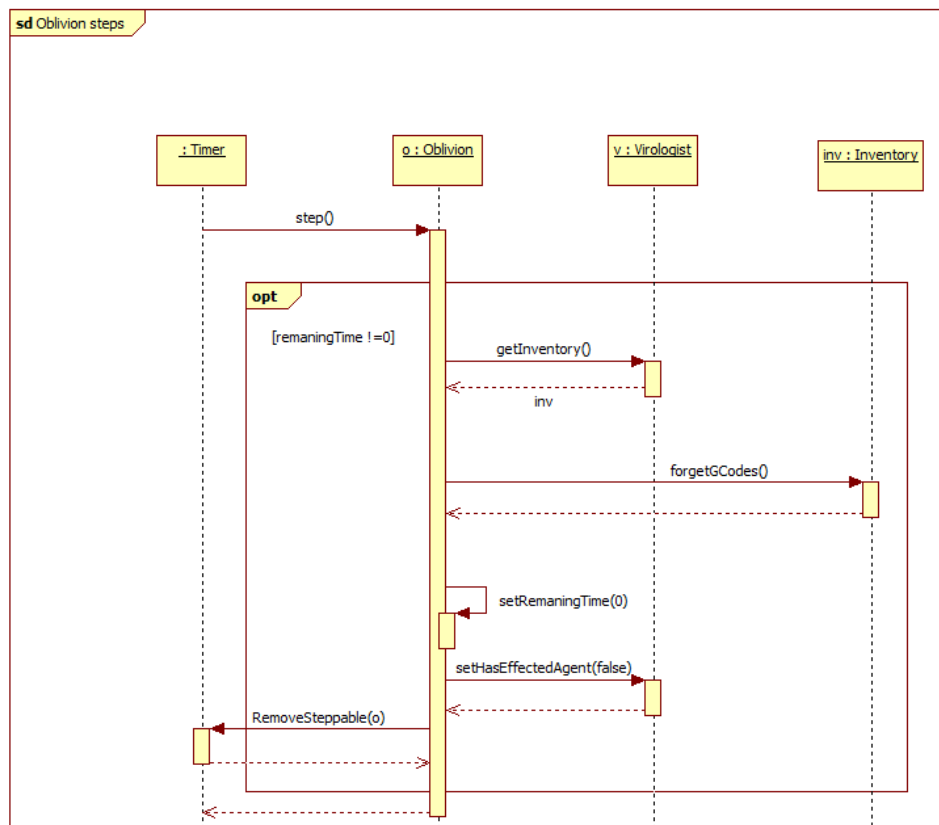 sd Oblivion steps
: Timer
o : Oblivion
v : Virologist
inv : Inventory
step()
opt
[remaningTime !=0]
getInventory()
inv
forgetGCodes()
setRemaningTime(0)
setHasEffectedAgent(false)
RemoveSteppable(o)